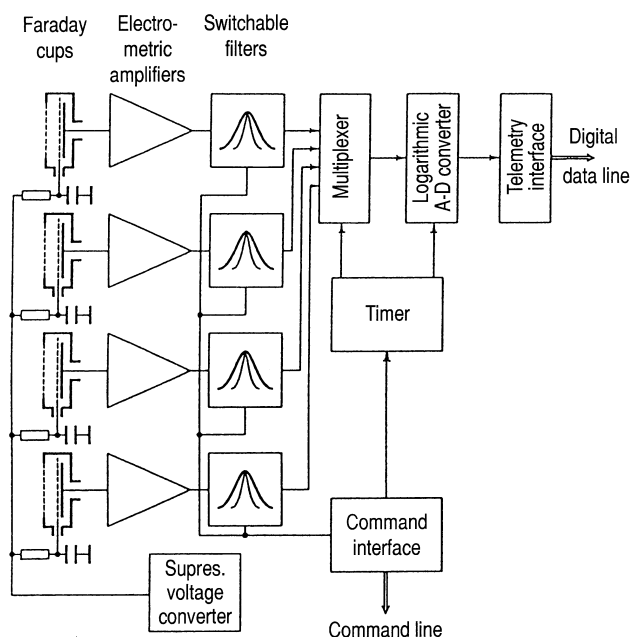 Faraday
cups
Electro-
metric
amplifiers
Switchable
filters
Multiplexer
Logarithmic
A-D converter
Telemetry
interface
Digital
data line
Timer
Command
interface
Supres.
voltage
converter
Command line